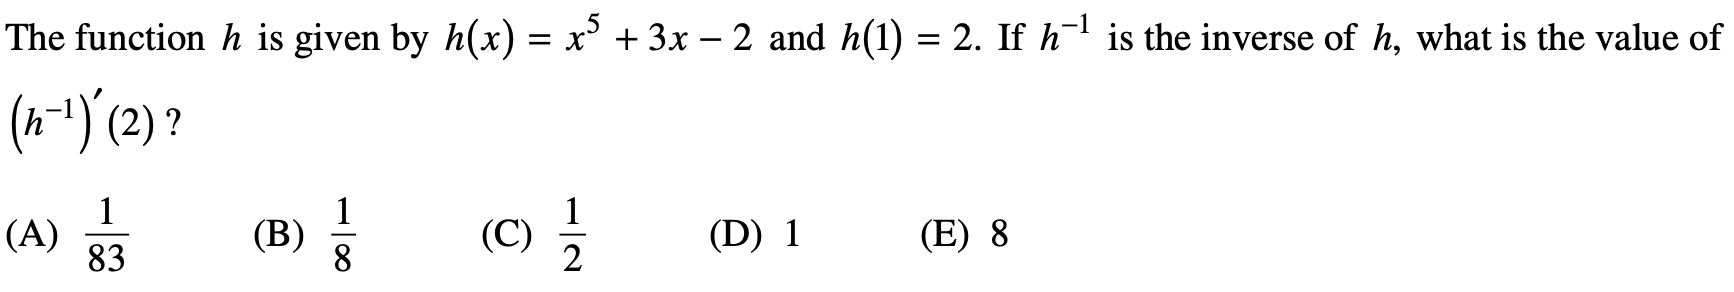 The function h is given by h(x) = x⁵ + 3x − 2 and h(1) = 2. If h⁻¹ is the inverse of h, what is the value of
(h⁻¹)′(2) ?
(A) 1/83 (B) 1/8 (C) 1/2 (D) 1 (E) 8